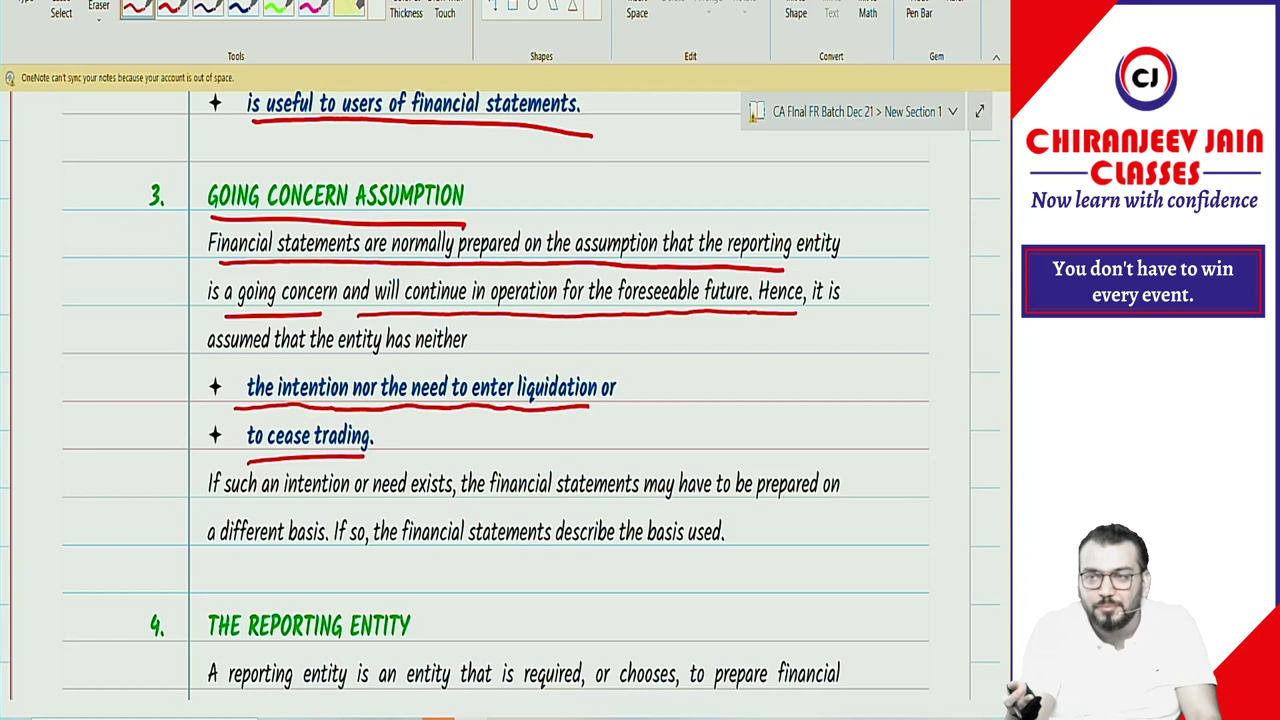 Select
Eraser
Thickness
Touch
Space
Shape
Text
Math
Pen Bar
Tools
Shapes
Edit
Convert
Gem
OneNote can't sync your notes because your account is out of space.
is useful to users of financial statements.
CA FInal FR Batch Dec 21 > New Section 1
3. GOING CONCERN ASSUMPTION
Financial statements are normally prepared on the assumption that the reporting entity
is a going concern and will continue in operation for the foreseeable future. Hence, it is
assumed that the entity has neither
the intention nor the need to enter liquidation or
to cease trading.
If such an intention or need exists, the financial statements may have to be prepared on
a different basis. If so, the financial statements describe the basis used.
4. THE REPORTING ENTITY
A reporting entity is an entity that is required, or chooses, to prepare financial
CJ
CHIRANJEEV JAIN
CLASSES
Now learn with confidence
You don't have to win
every event.